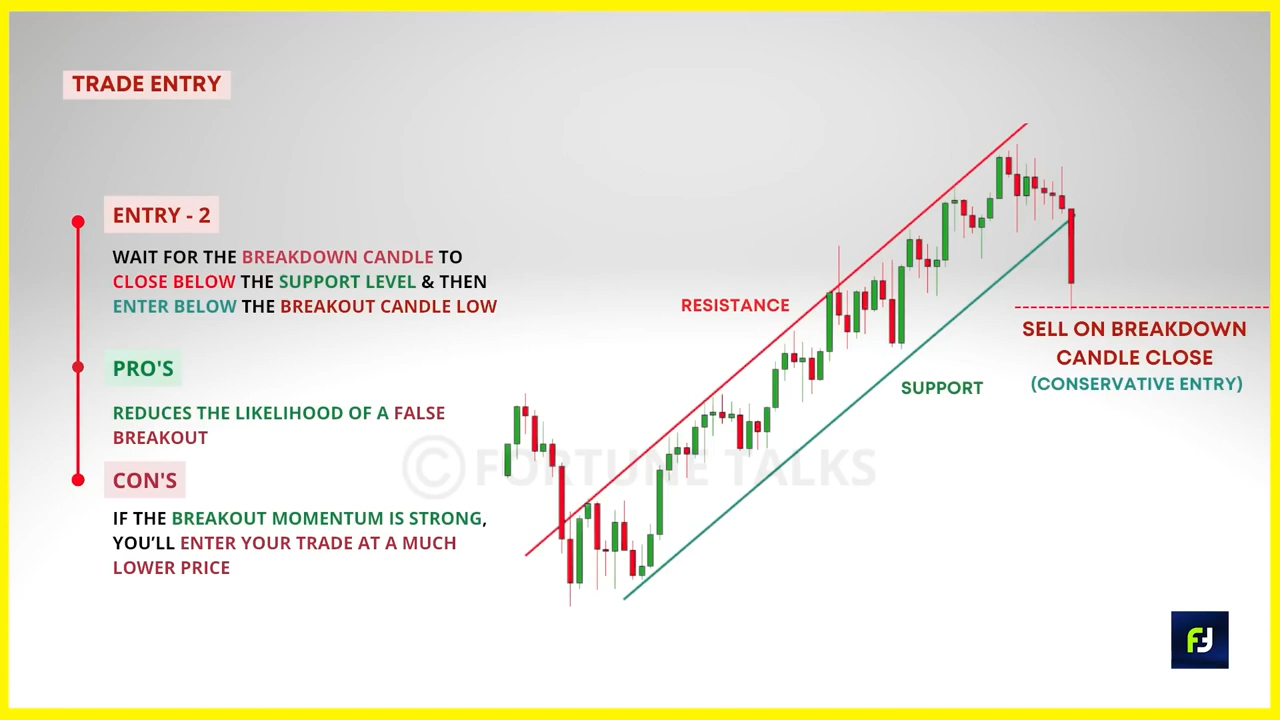 TRADE ENTRY
ENTRY - 2
WAIT FOR THE BREAKDOWN CANDLE TO
CLOSE BELOW THE SUPPORT LEVEL & THEN
ENTER BELOW THE BREAKOUT CANDLE LOW
PRO'S
REDUCES THE LIKELIHOOD OF A FALSE
BREAKOUT
CON'S
IF THE BREAKOUT MOMENTUM IS STRONG,
YOU’LL ENTER YOUR TRADE AT A MUCH
LOWER PRICE
RESISTANCE
SUPPORT
SELL ON BREAKDOWN
CANDLE CLOSE
(CONSERVATIVE ENTRY)
© FORTUNE TALKS